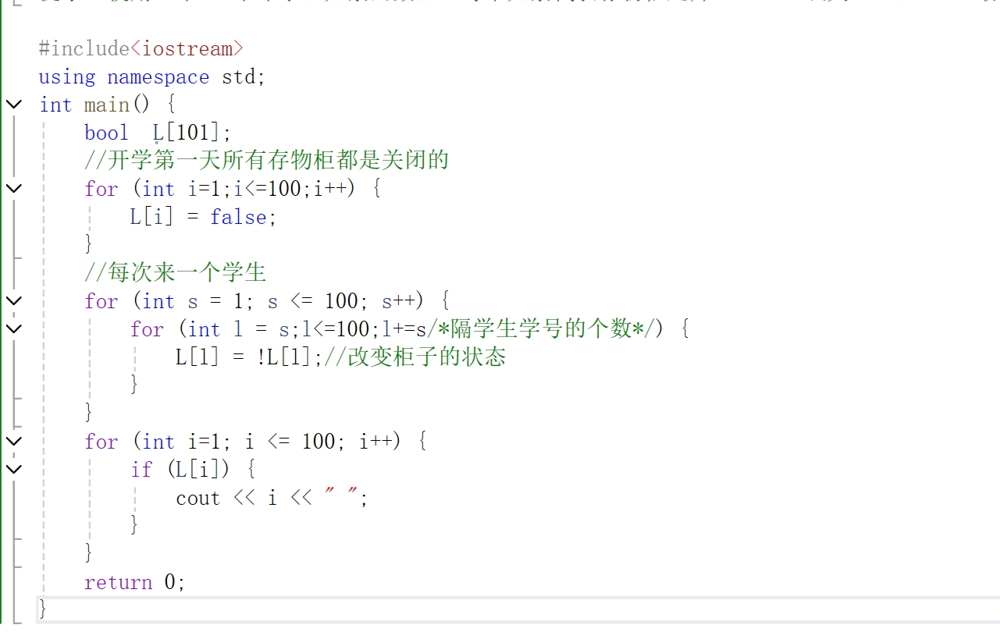 #include<iostream>
using namespace std;
int main() {
    bool  L[101];
    //开学第一天所有存物柜都是关闭的
    for (int i=1;i<=100;i++) {
        L[i] = false;
    }
    //每次来一个学生
    for (int s = 1; s <= 100; s++) {
        for (int l = s;l<=100;l+=s/*隔学生学号的个数*/) {
            L[l] = !L[l];//改变柜子的状态
        }
    }
    for (int i=1; i <= 100; i++) {
        if (L[i]) {
            cout << i << " ";
        }
    }
    return 0;
}